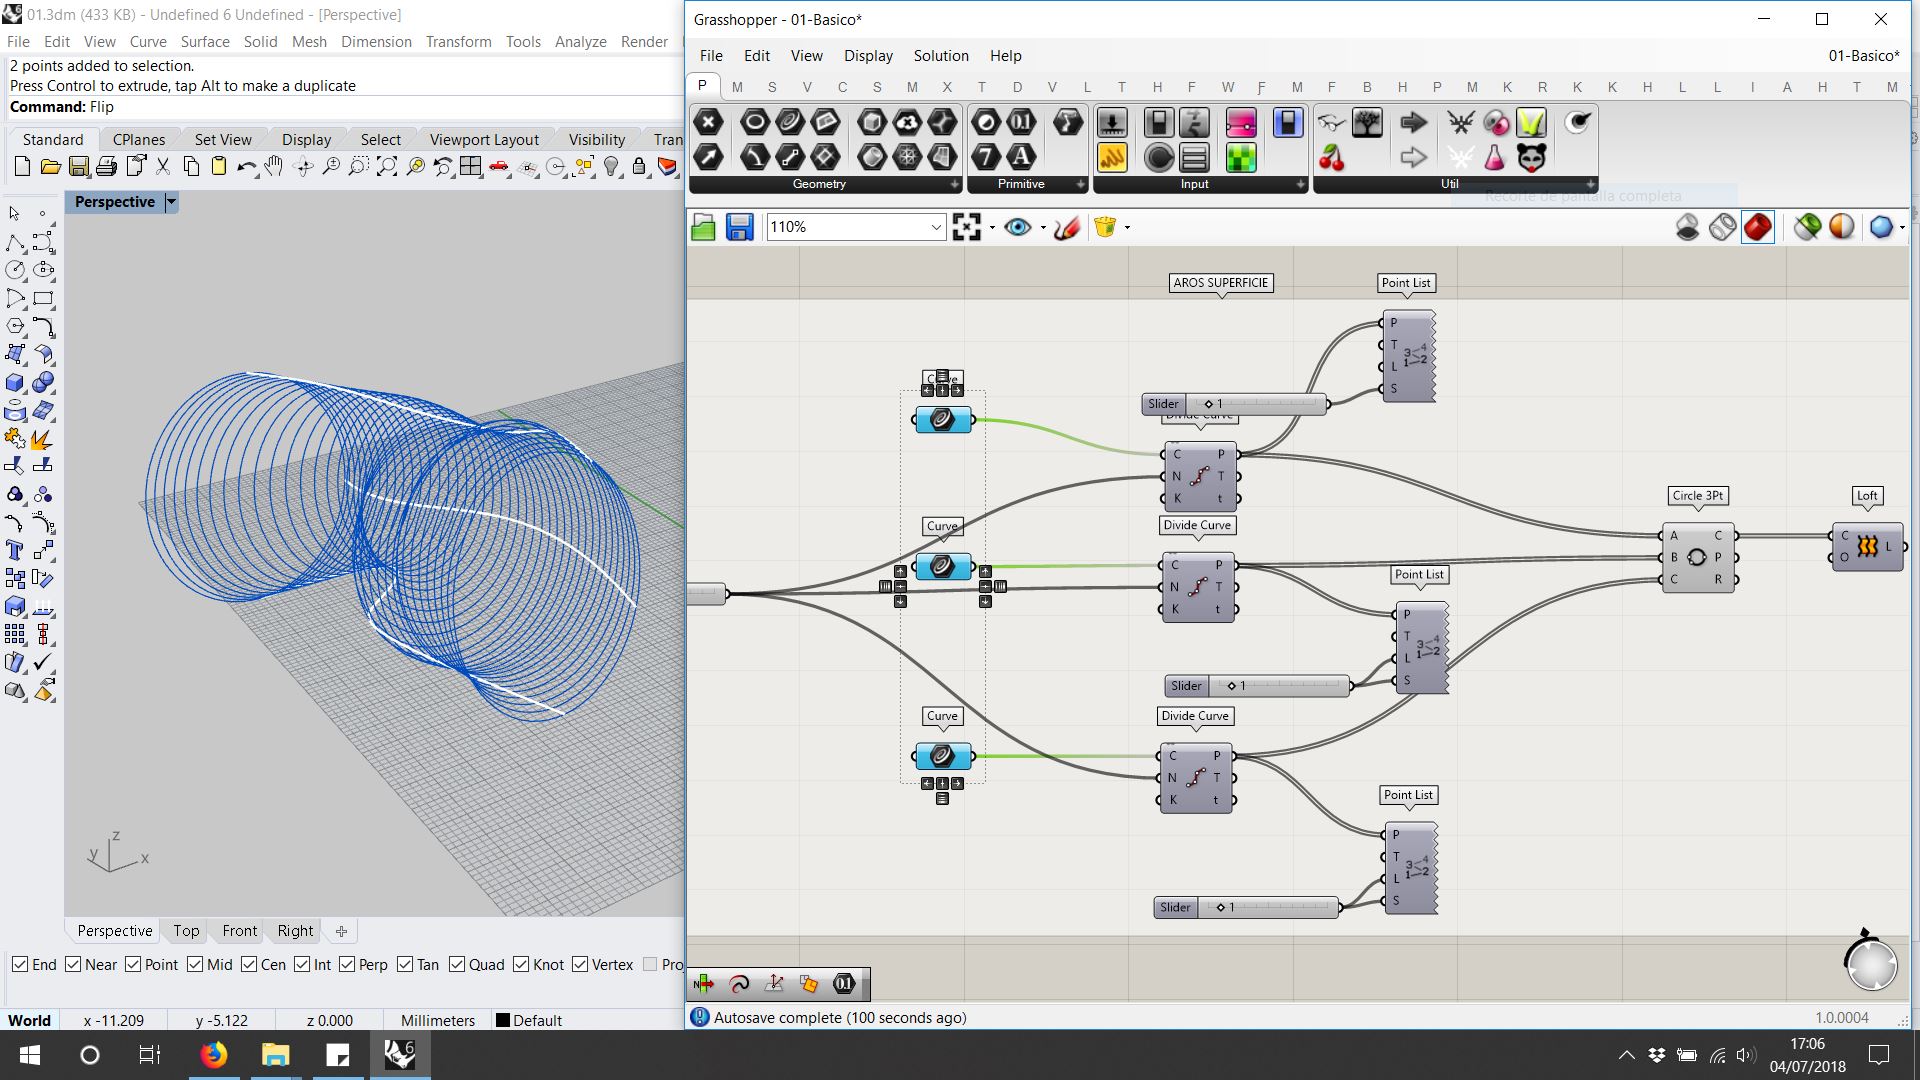 01.3dm (433 KB) - Undefined 6 Undefined - [Perspective]
File Edit View Curve Surface Solid Mesh Dimension Transform Tools Analyze Render
2 points added to selection.
Press Control to extrude, tap Alt to make a duplicate
Command: Flip
Standard CPlanes Set View Display Select Viewport Layout Visibility Tran
Perspective
z
y
x
Perspective Top Front Right
End Near Point Mid Cen Int Perp Tan Quad Knot Vertex Pro
World x -11.209 y -5.122 z 0.000 Millimeters Default
Grasshopper - 01-Basico*
File Edit View Display Solution Help 01-Basico*
P M S V C S M X T D V L T H F W F M F B H P M K R K K H L L I A H T M
Geometry Primitive Input Util
Recorte de pantalla completa
110%
AROS SUPERFICIE Point List
P
T
L
S
Slider 1
Divide Curve
C P
N T
K t
Curve
Divide Curve
C P
N T
K t
Point List
P
T
L
S
Slider 1
Curve
Divide Curve
C P
N T
K t
Point List
P
T
L
S
Slider 1
Circle 3Pt
A C
B P
C R
Loft
C L
O
Autosave complete (100 seconds ago) 1.0.0004
17:06
04/07/2018